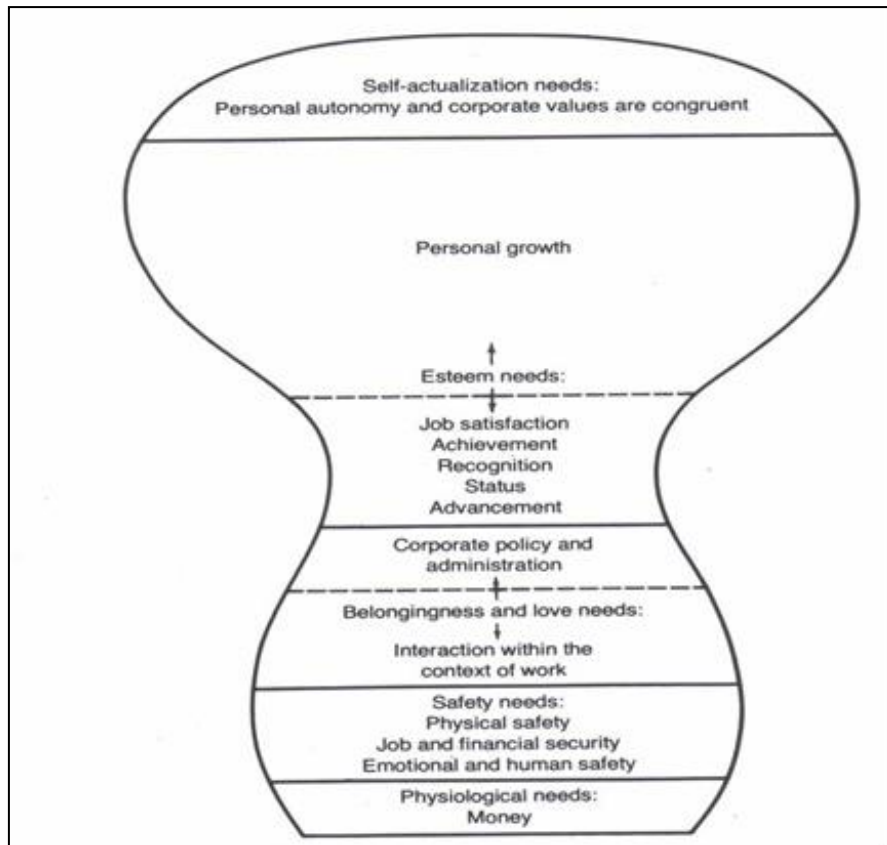 Self-actualization needs:
Personal autonomy and corporate values are congruent
Personal growth
Esteem needs:
Job satisfaction
Achievement
Recognition
Status
Advancement
Corporate policy and
administration
Belongingness and love needs:
Interaction within the
context of work
Safety needs:
Physical safety
Job and financial security
Emotional and human safety
Physiological needs:
Money